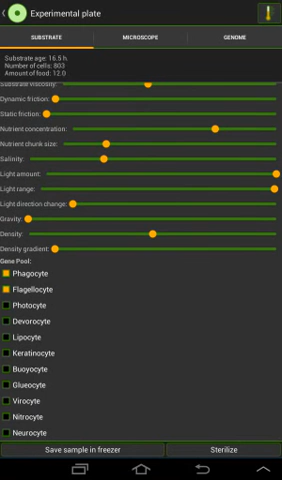 Experimental plate
SUBSTRATE
MICROSCOPE
GENOME
Substrate age: 16.5 h.
Number of cells: 803
Amount of food: 12.0
Substrate viscosity:
Dynamic friction:
Static friction:
Nutrient concentration:
Nutrient chunk size:
Salinity:
Light amount:
Light range:
Light direction change:
Gravity:
Density:
Density gradient:
Gene Pool:
Phagocyte
Flagellocyte
Photocyte
Devorocyte
Lipocyte
Keratinocyte
Buoyocyte
Glueocyte
Virocyte
Nitrocyte
Neurocyte
Save sample in freezer
Sterilize